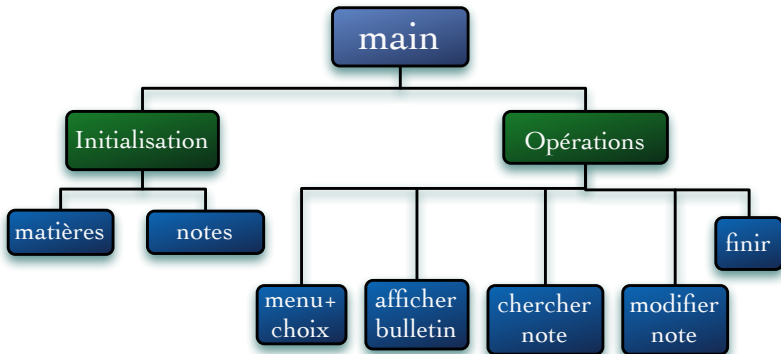 main
Initialisation
Opérations
matières
notes
finir
menu+
choix
afficher
bulletin
chercher
note
modifier
note